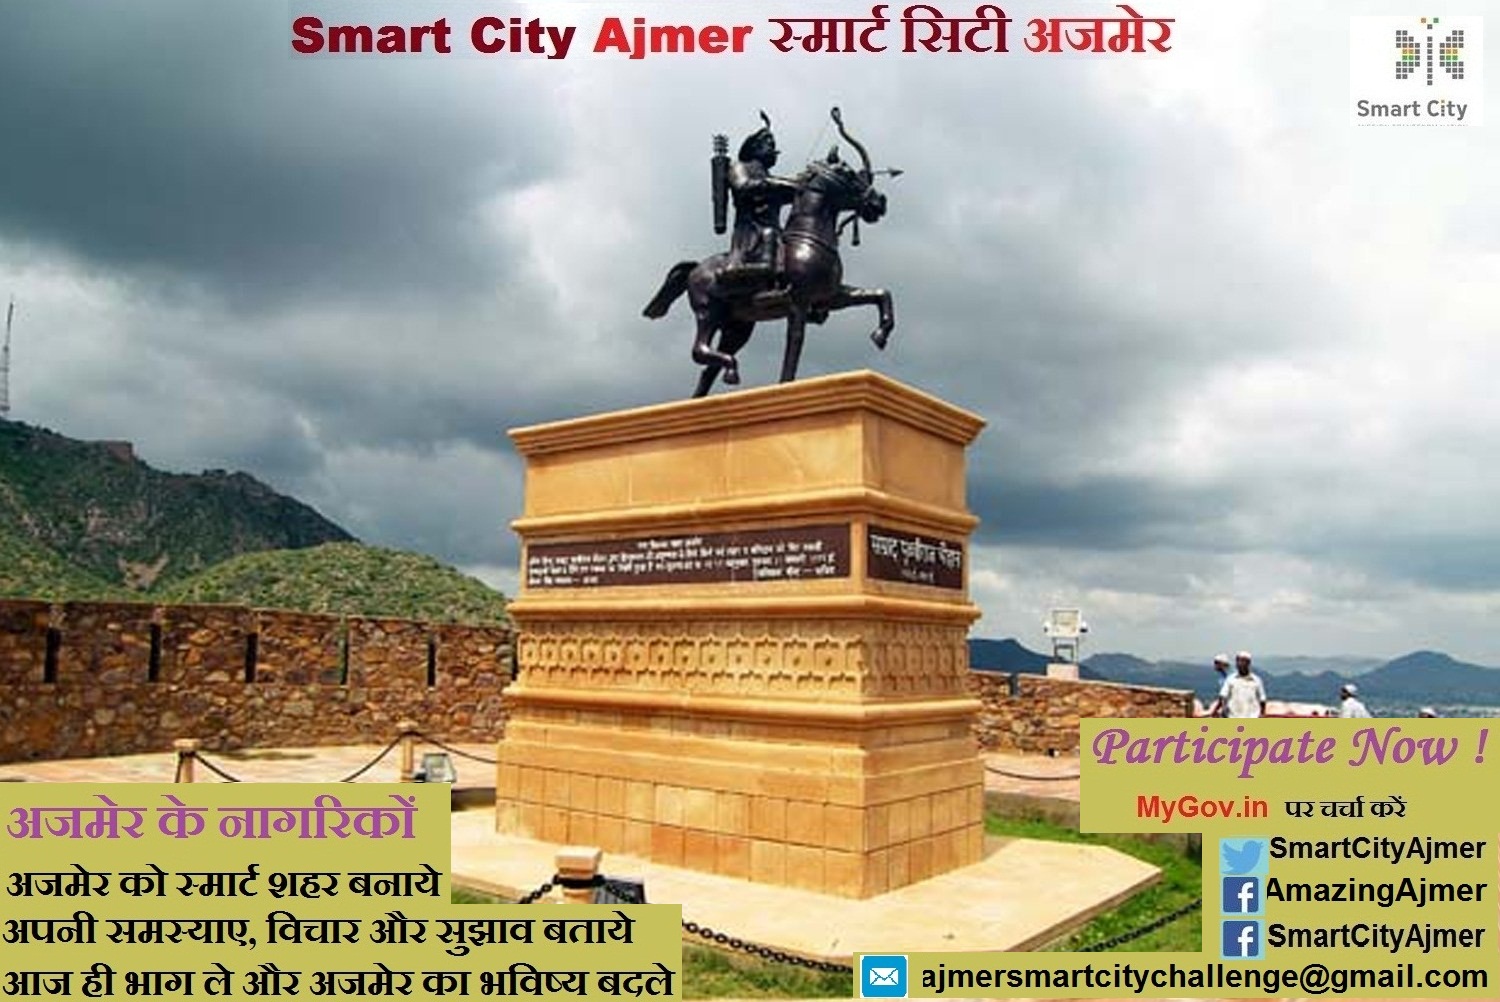 Smart City Ajmer स्मार्ट सिटी अजमेर
Smart City
सम्राट पृथ्वीराज चौहान
Participate Now !
MyGov.in पर चर्चा करें
अजमेर के नागरिकों
अजमेर को स्मार्ट शहर बनाये
अपनी समस्याए, विचार और सुझाव बताये
आज ही भाग ले और अजमेर का भविष्य बदले
SmartCityAjmer
AmazingAjmer
SmartCityAjmer
ajmersmartcitychallenge@gmail.com